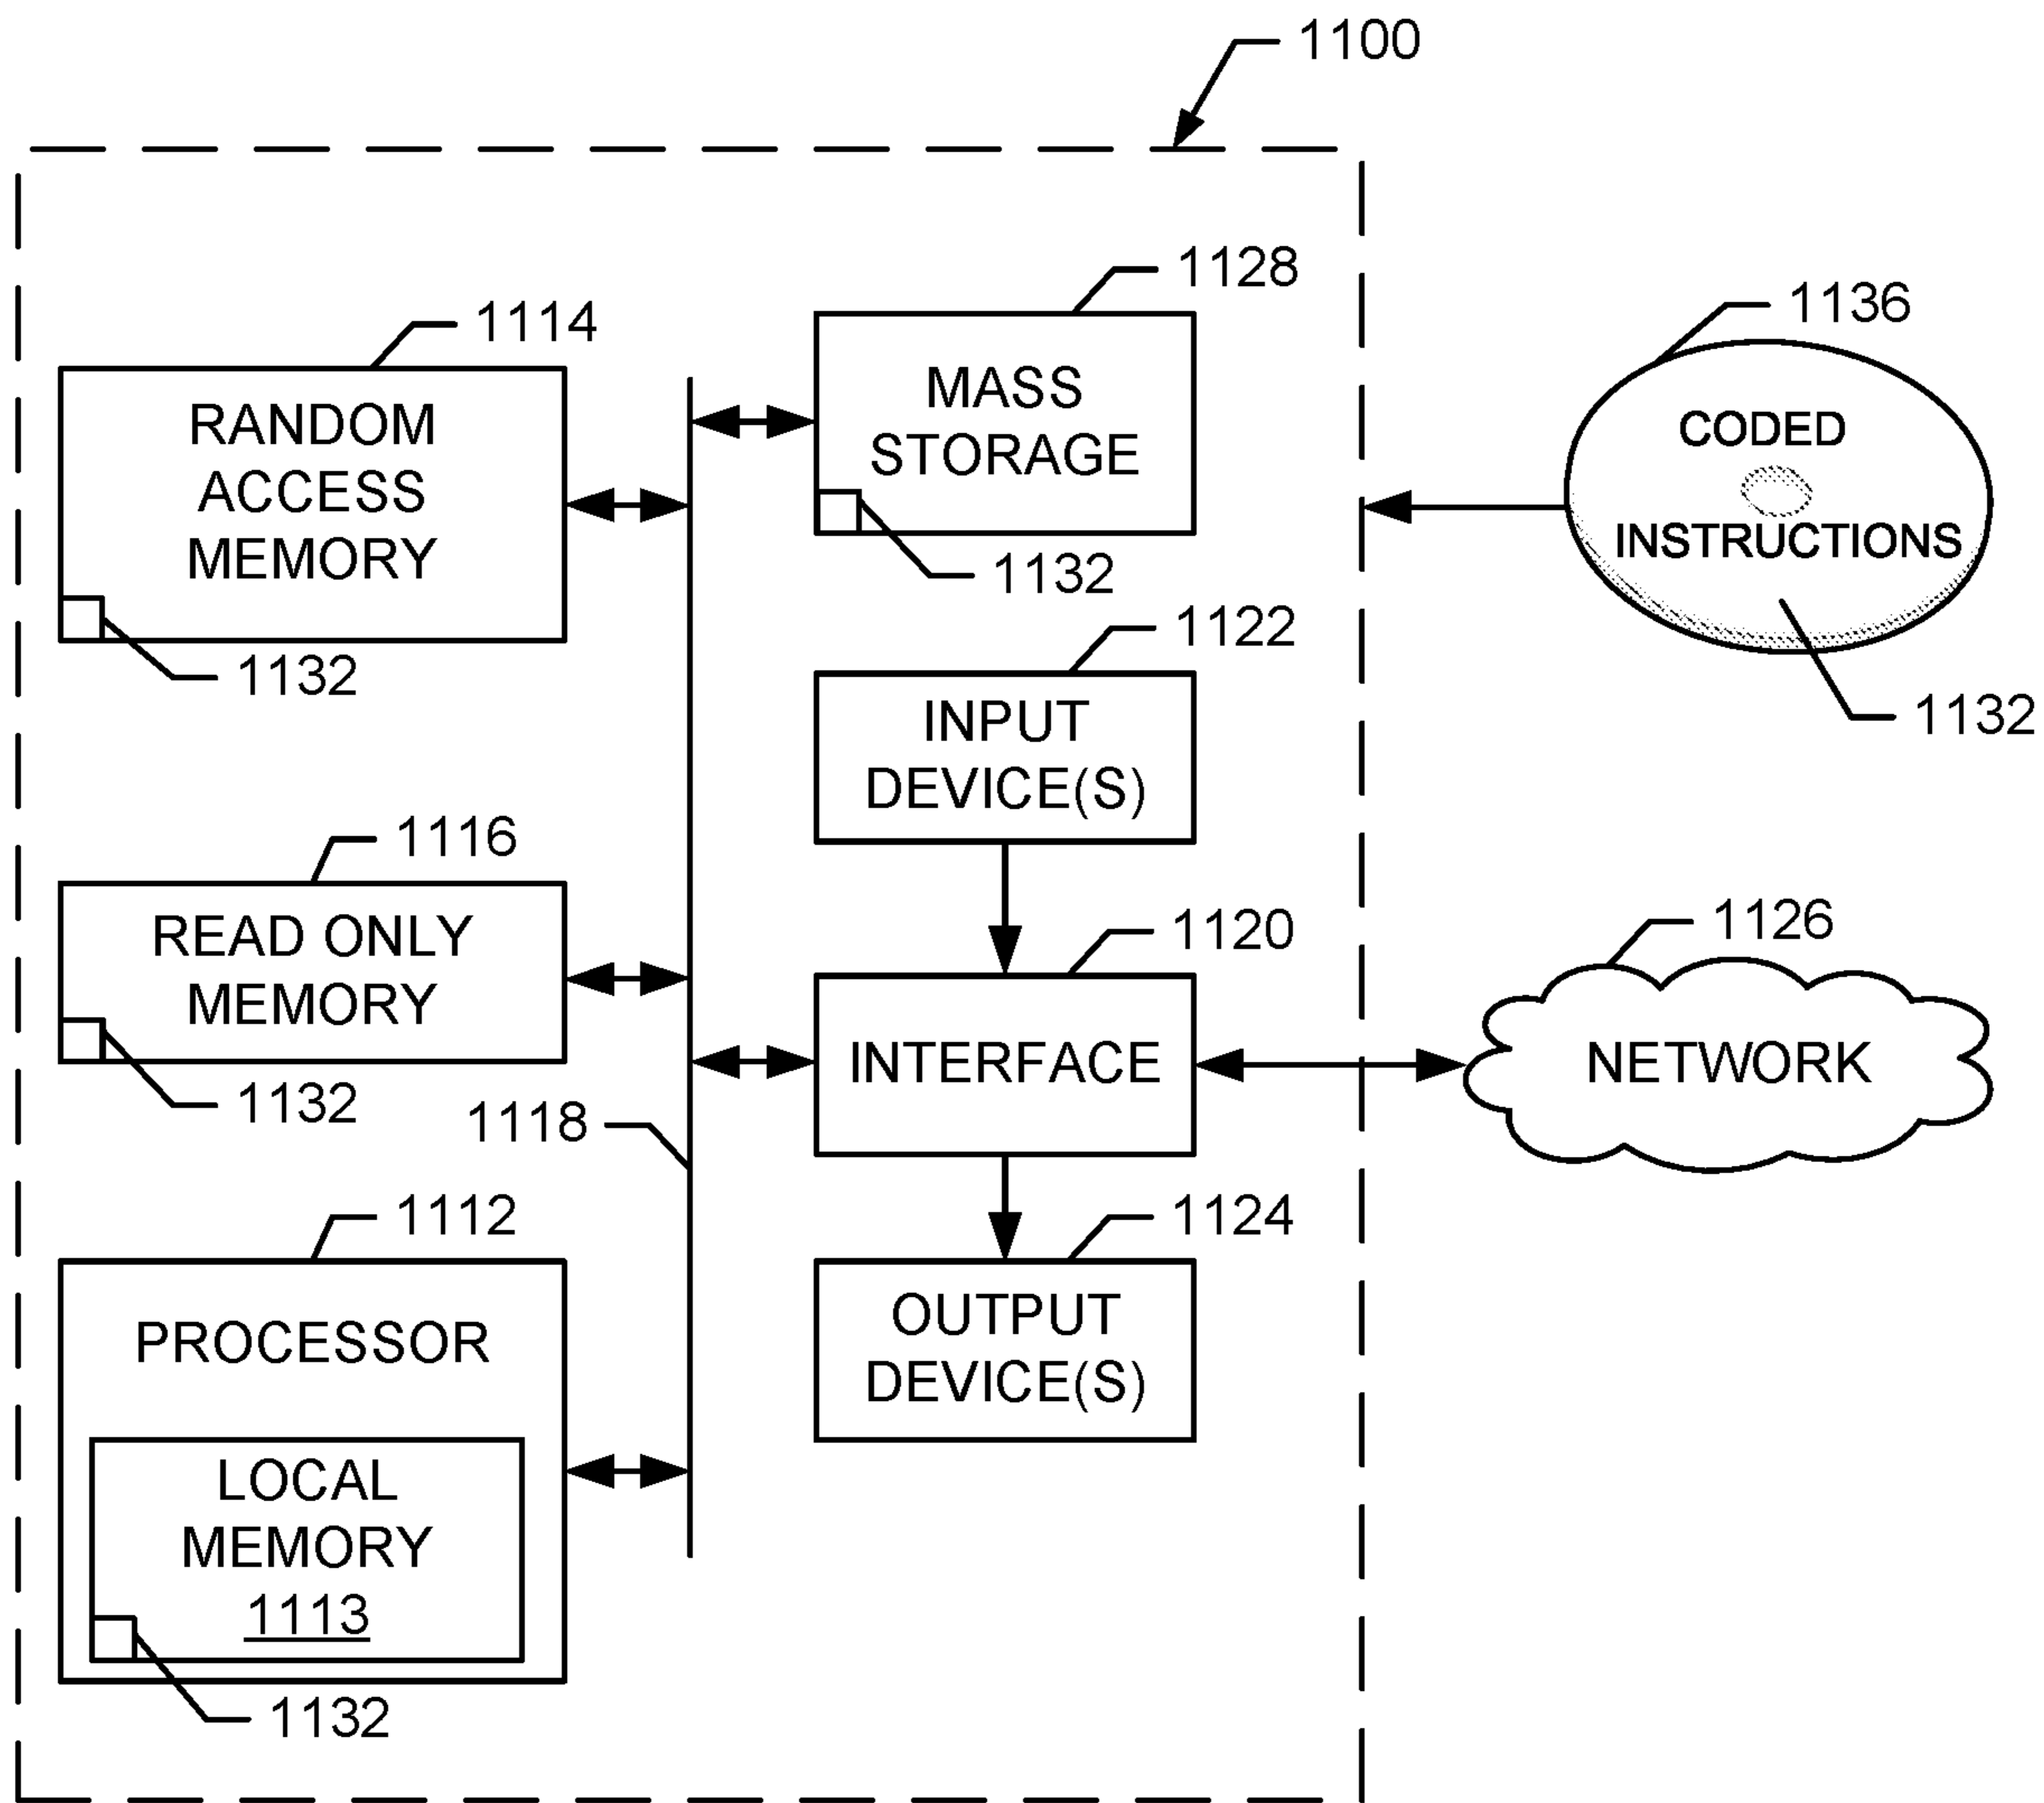 1100
1128
1114
1136
MASS
STORAGE
RANDOM
ACCESS
MEMORY
CODED
INSTRUCTIONS
1132
1132
1122
1132
INPUT
DEVICE(S)
1116
READ ONLY
MEMORY
1120
1126
INTERFACE
NETWORK
1132
1118
1112
1124
PROCESSOR
OUTPUT
DEVICE(S)
LOCAL
MEMORY
1113
1132